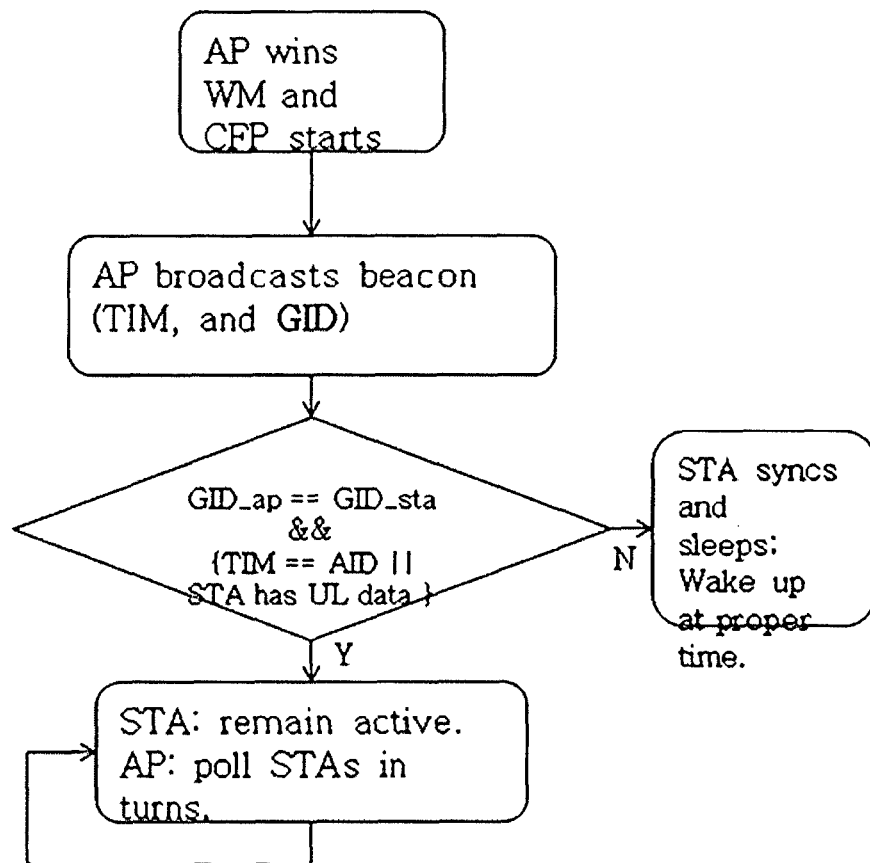 AP wins
WM and
CFP starts
AP broadcasts beacon
(TIM, and GID)
GID_ap == GID_sta
&&
{TIM == AID ||
STA has UL data }
N
STA syncs
and
sleeps;
Wake up
at proper
time.
Y
STA: remain active.
AP: poll STAs in
turns.